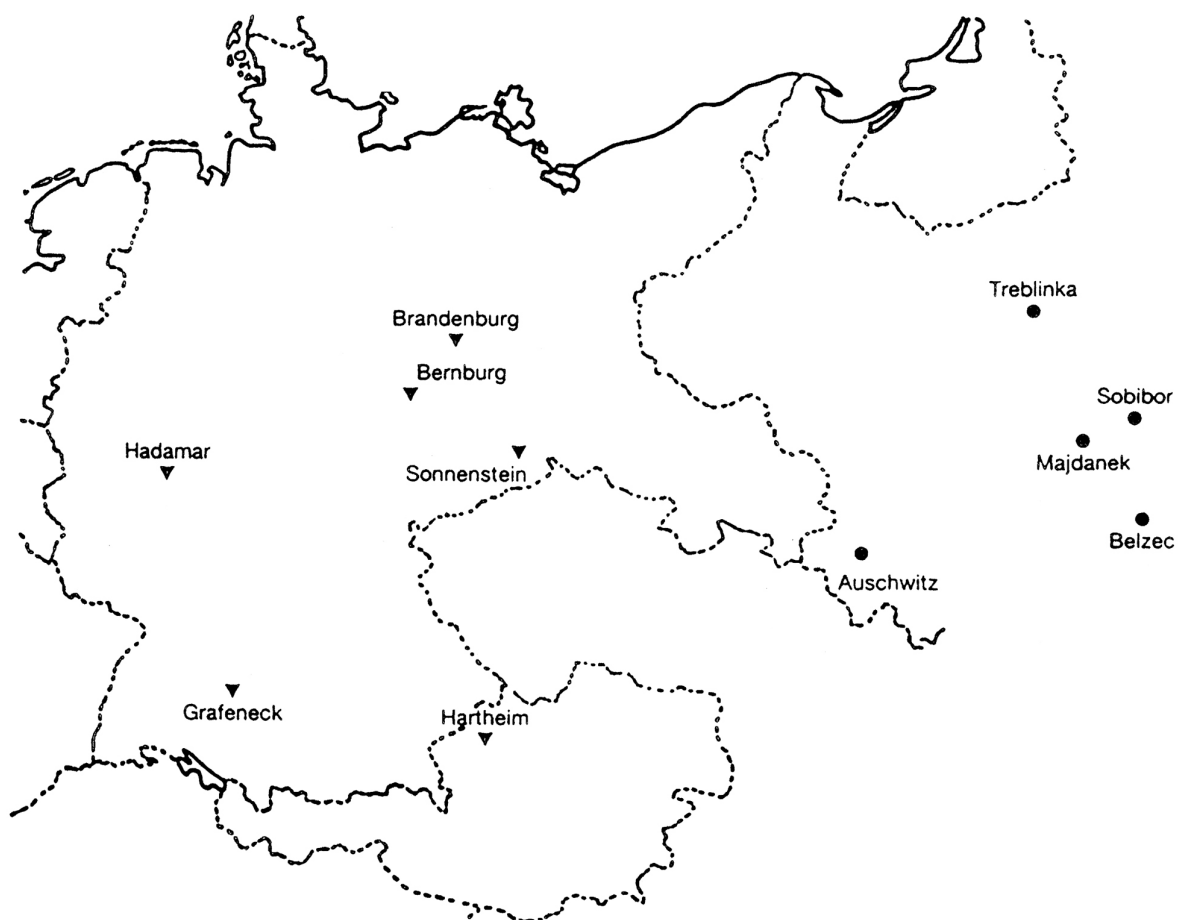 Treblinka
Brandenburg
Bernburg
Sobibor
Hadamar
Majdanek
Sonnenstein
Belzec
Auschwitz
Grafeneck
Hartheim